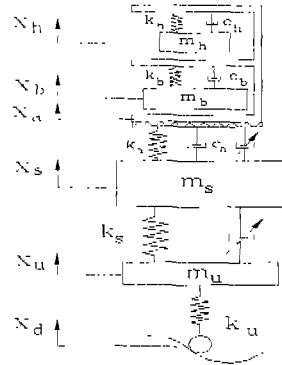 X_h k_h c_h
m_h
X_b k_b c_b
m_b
X_a
k_a c_a
X_s
m_s
k_s
X_u
m_u
X_d k_u